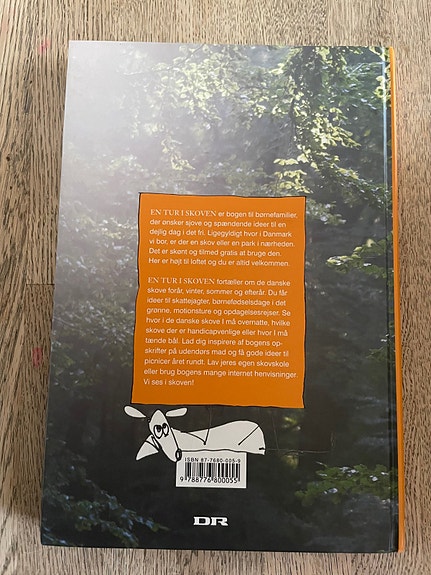 EN TUR I SKOVEN er bogen til børnefamilier,
der ønsker sjove og spændende ideer til en
dejlig dag i det fri. Ligegyldigt hvor i Danmark
vi bor, er der en skov eller en park i nærheden.
Det er skønt og tilmed gratis at bruge den.
Her er højt til loftet og du er altid velkommen.
EN TUR I SKOVEN fortæller om de danske
skove forår, vinter, sommer og efterår. Du får
ideer til skattejagter, børnefødselsdage i det
grønne, motionsture og opdagelsesrejser. Se
hvor i de danske skove I må overnatte, hvilke
skove der er handicapvenlige eller hvor I må
tænde bål. Lad dig inspirere af bogens op-
skrifter på udendørs mad og få gode ideer til
picnicer året rundt. Lav jeres egen skovskole
eller brug bogens mange internet henvisninger.
Vi ses i skoven!
ISBN 87-7680-005-9
9 788776 800055
DR